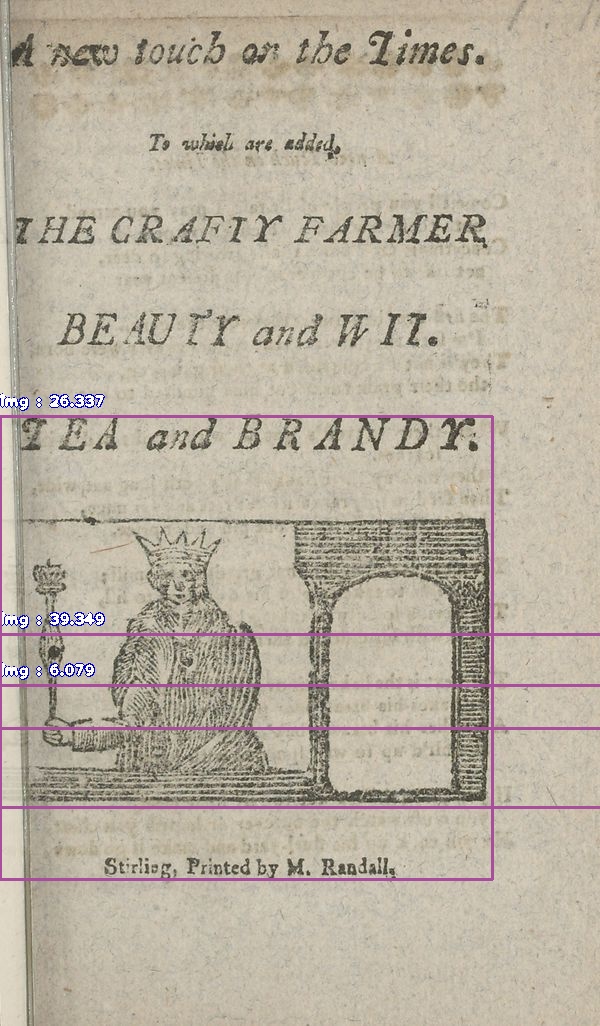 A new touch on the Times.
To which are added,
THE CRAFTY FARMER,
BEAUTY and WIT.
img : 26.337
TEA and BRANDY.
img : 39.349
img : 6.079
Stirling, Printed by M. Randall,